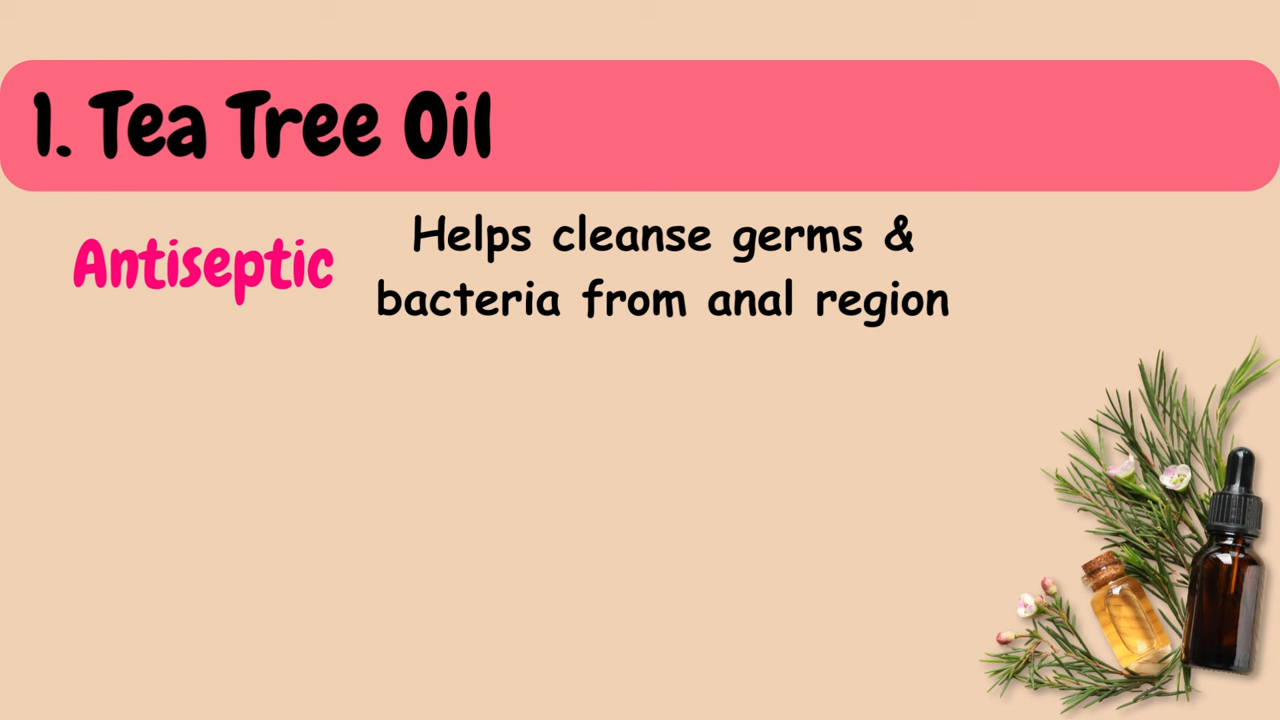 1. Tea Tree Oil
Antiseptic
Helps cleanse germs &
bacteria from anal region